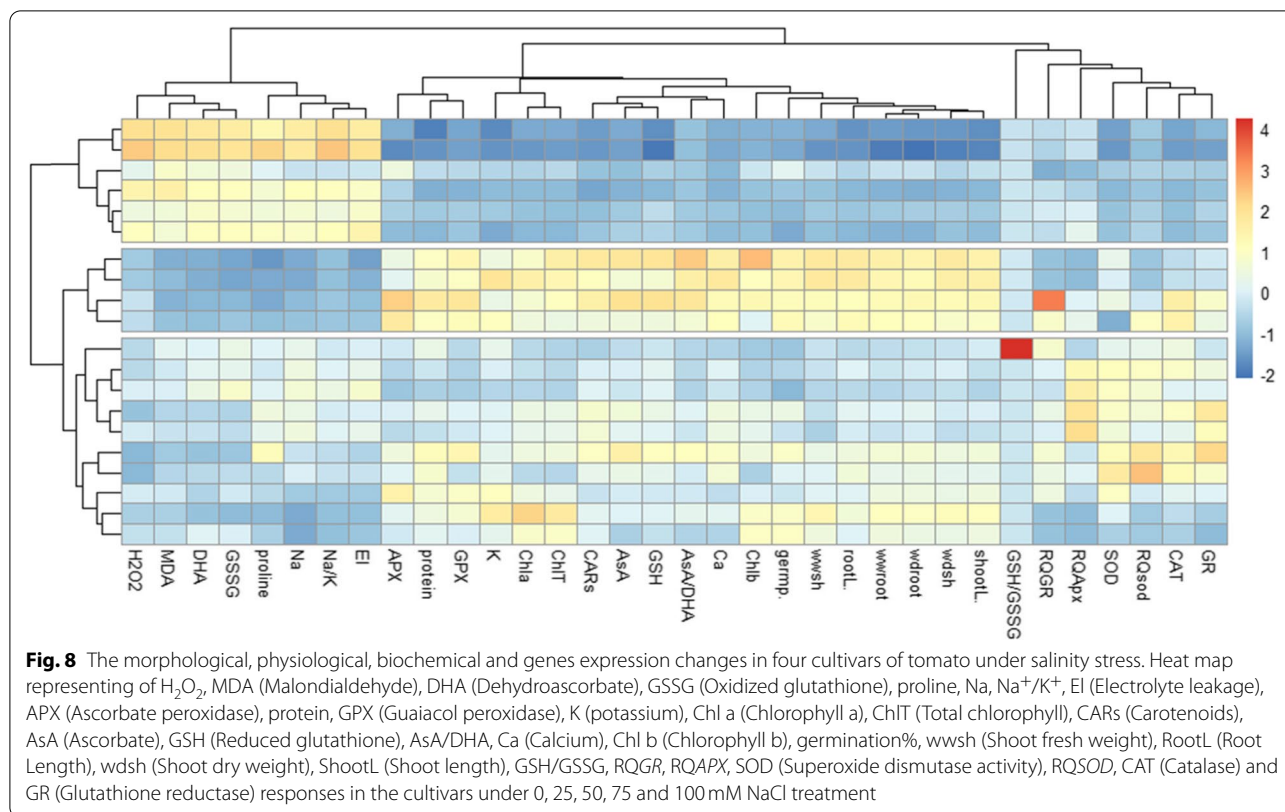 4
3
2
1
0
-1
-2
H2O2
MDA
DHA
GSSG
proline
Na
Na/K
El
APX
protein
GPX
K
Chla
ChlT
CARs
AsA
GSH
AsA/DHA
Ca
Chlb
germp.
wwsh
rootL.
wwroot
wdroot
wdsh
shootL.
GSH/GSSG
RQGR
RQApx
SOD
RQsod
CAT
GR
Fig. 8 The morphological, physiological, biochemical and genes expression changes in four cultivars of tomato under salinity stress. Heat map
representing of H₂O₂, MDA (Malondialdehyde), DHA (Dehydroascorbate), GSSG (Oxidized glutathione), proline, Na, Na⁺/K⁺, El (Electrolyte leakage),
APX (Ascorbate peroxidase), protein, GPX (Guaiacol peroxidase), K (potassium), Chl a (Chlorophyll a), ChlT (Total chlorophyll), CARs (Carotenoids),
AsA (Ascorbate), GSH (Reduced glutathione), AsA/DHA, Ca (Calcium), Chl b (Chlorophyll b), germination%, wwsh (Shoot fresh weight), RootL (Root
Length), wdsh (Shoot dry weight), ShootL (Shoot length), GSH/GSSG, RQGR, RQAPX, SOD (Superoxide dismutase activity), RQSOD, CAT (Catalase) and
GR (Glutathione reductase) responses in the cultivars under 0, 25, 50, 75 and 100 mM NaCl treatment